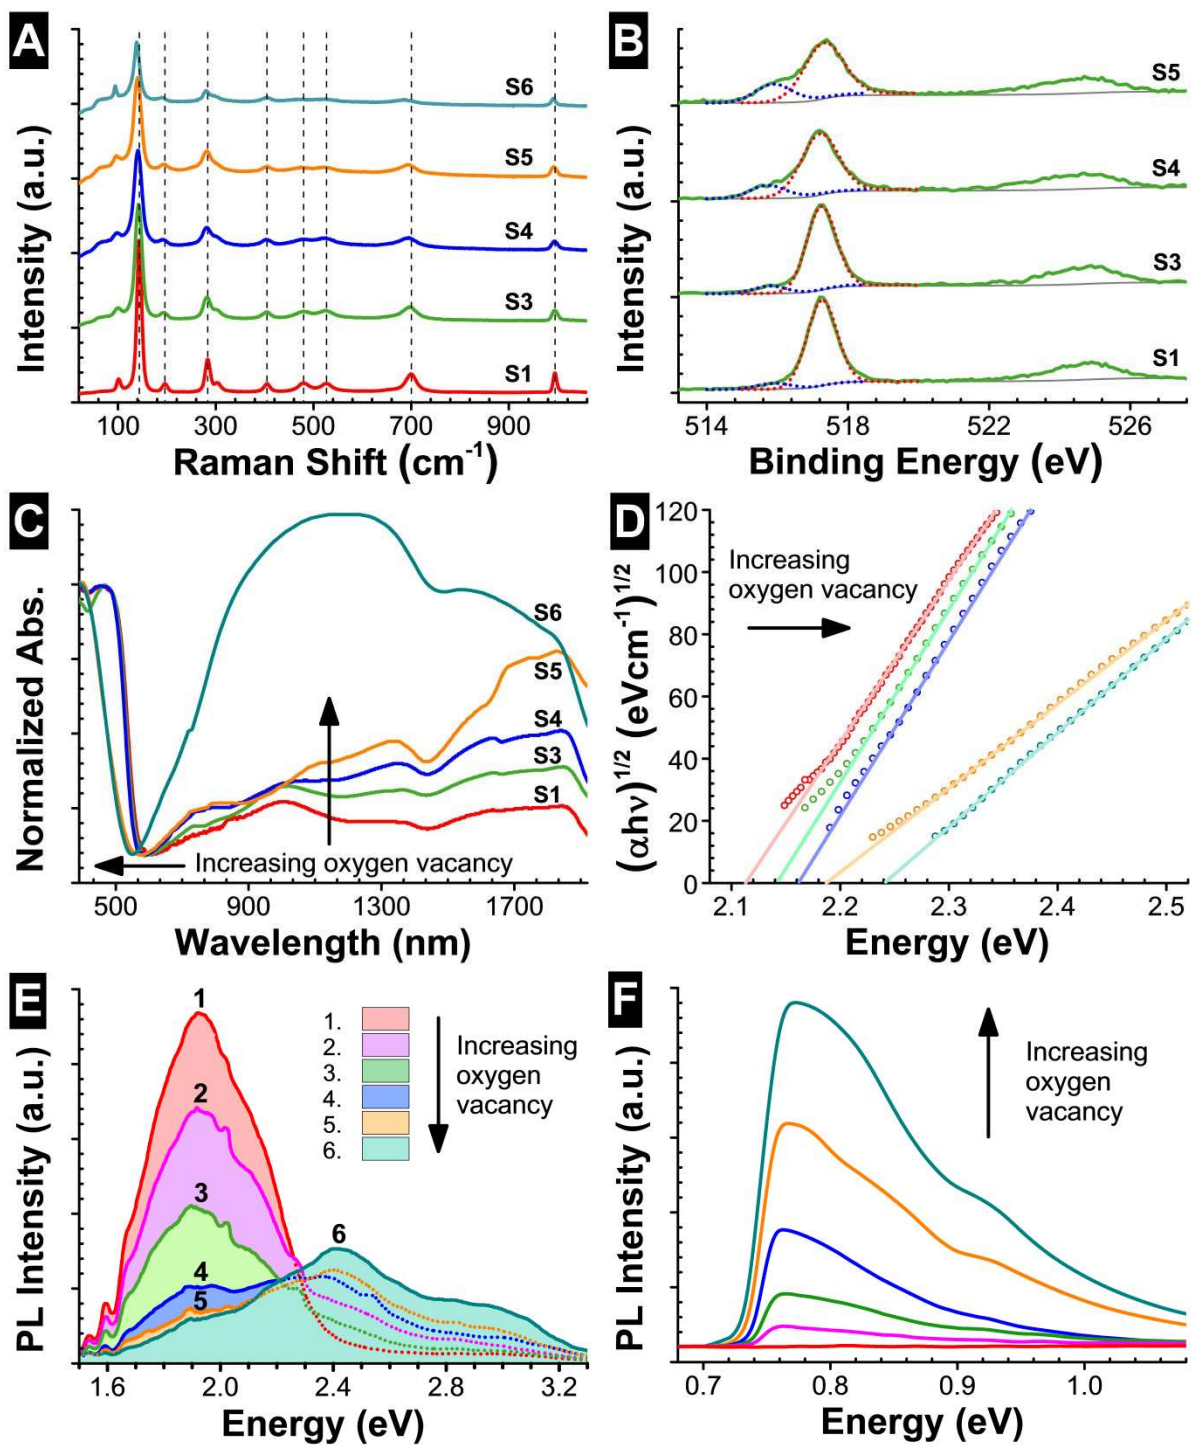 A
Intensity (a.u.)
S6
S5
S4
S3
S1
100 300 500 700 900
Raman Shift (cm⁻¹)
B
Intensity (a.u.)
S5
S4
S3
S1
514 518 522 526
Binding Energy (eV)
C
Normalized Abs.
S6
S5
S4
S3
S1
Increasing oxygen vacancy
500 900 1300 1700
Wavelength (nm)
D
(αhν)^1/2 (eVcm⁻¹)^1/2
120
100
80
60
40
20
0
Increasing
oxygen vacancy
2.1 2.2 2.3 2.4 2.5
Energy (eV)
E
PL Intensity (a.u.)
1
2
3
4
5
6
1.
2.
3.
4.
5.
6.
Increasing
oxygen
vacancy
1.6 2.0 2.4 2.8 3.2
Energy (eV)
F
PL Intensity (a.u.)
Increasing
oxygen
vacancy
0.7 0.8 0.9 1.0
Energy (eV)